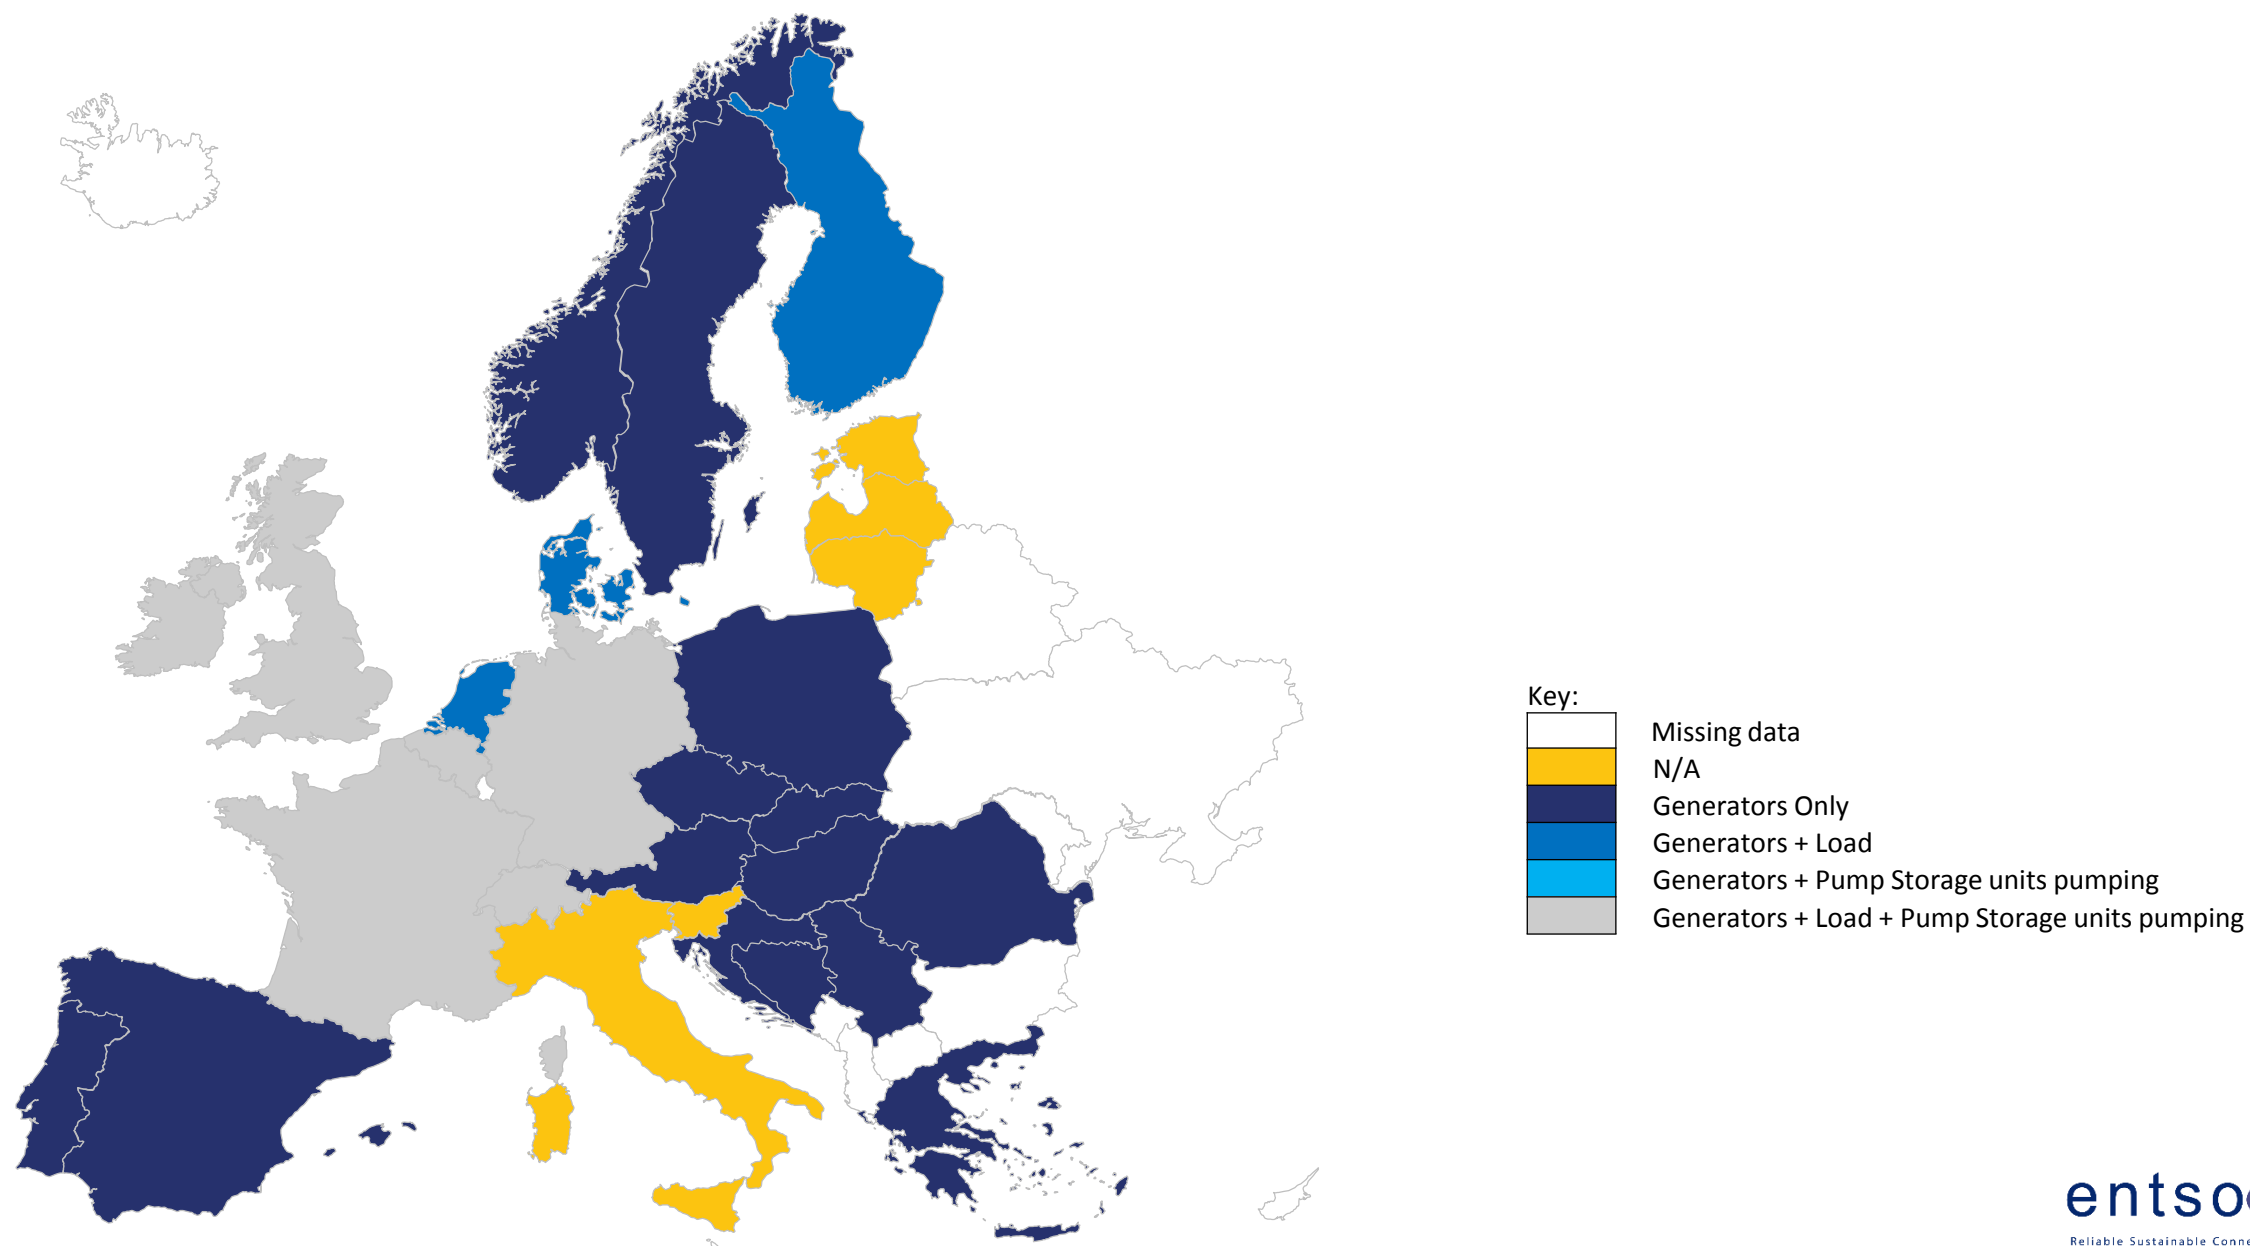 Key:
Missing data
N/A
Generators Only
Generators + Load
Generators + Pump Storage units pumping
Generators + Load + Pump Storage units pumping
entso
Reliable Sustainable